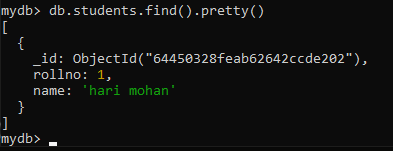 mydb> db.students.find().pretty()
[
  {
    _id: ObjectId("64450328feab62642ccde202"),
    rollno: 1,
    name: 'hari mohan'
  }
]
mydb>